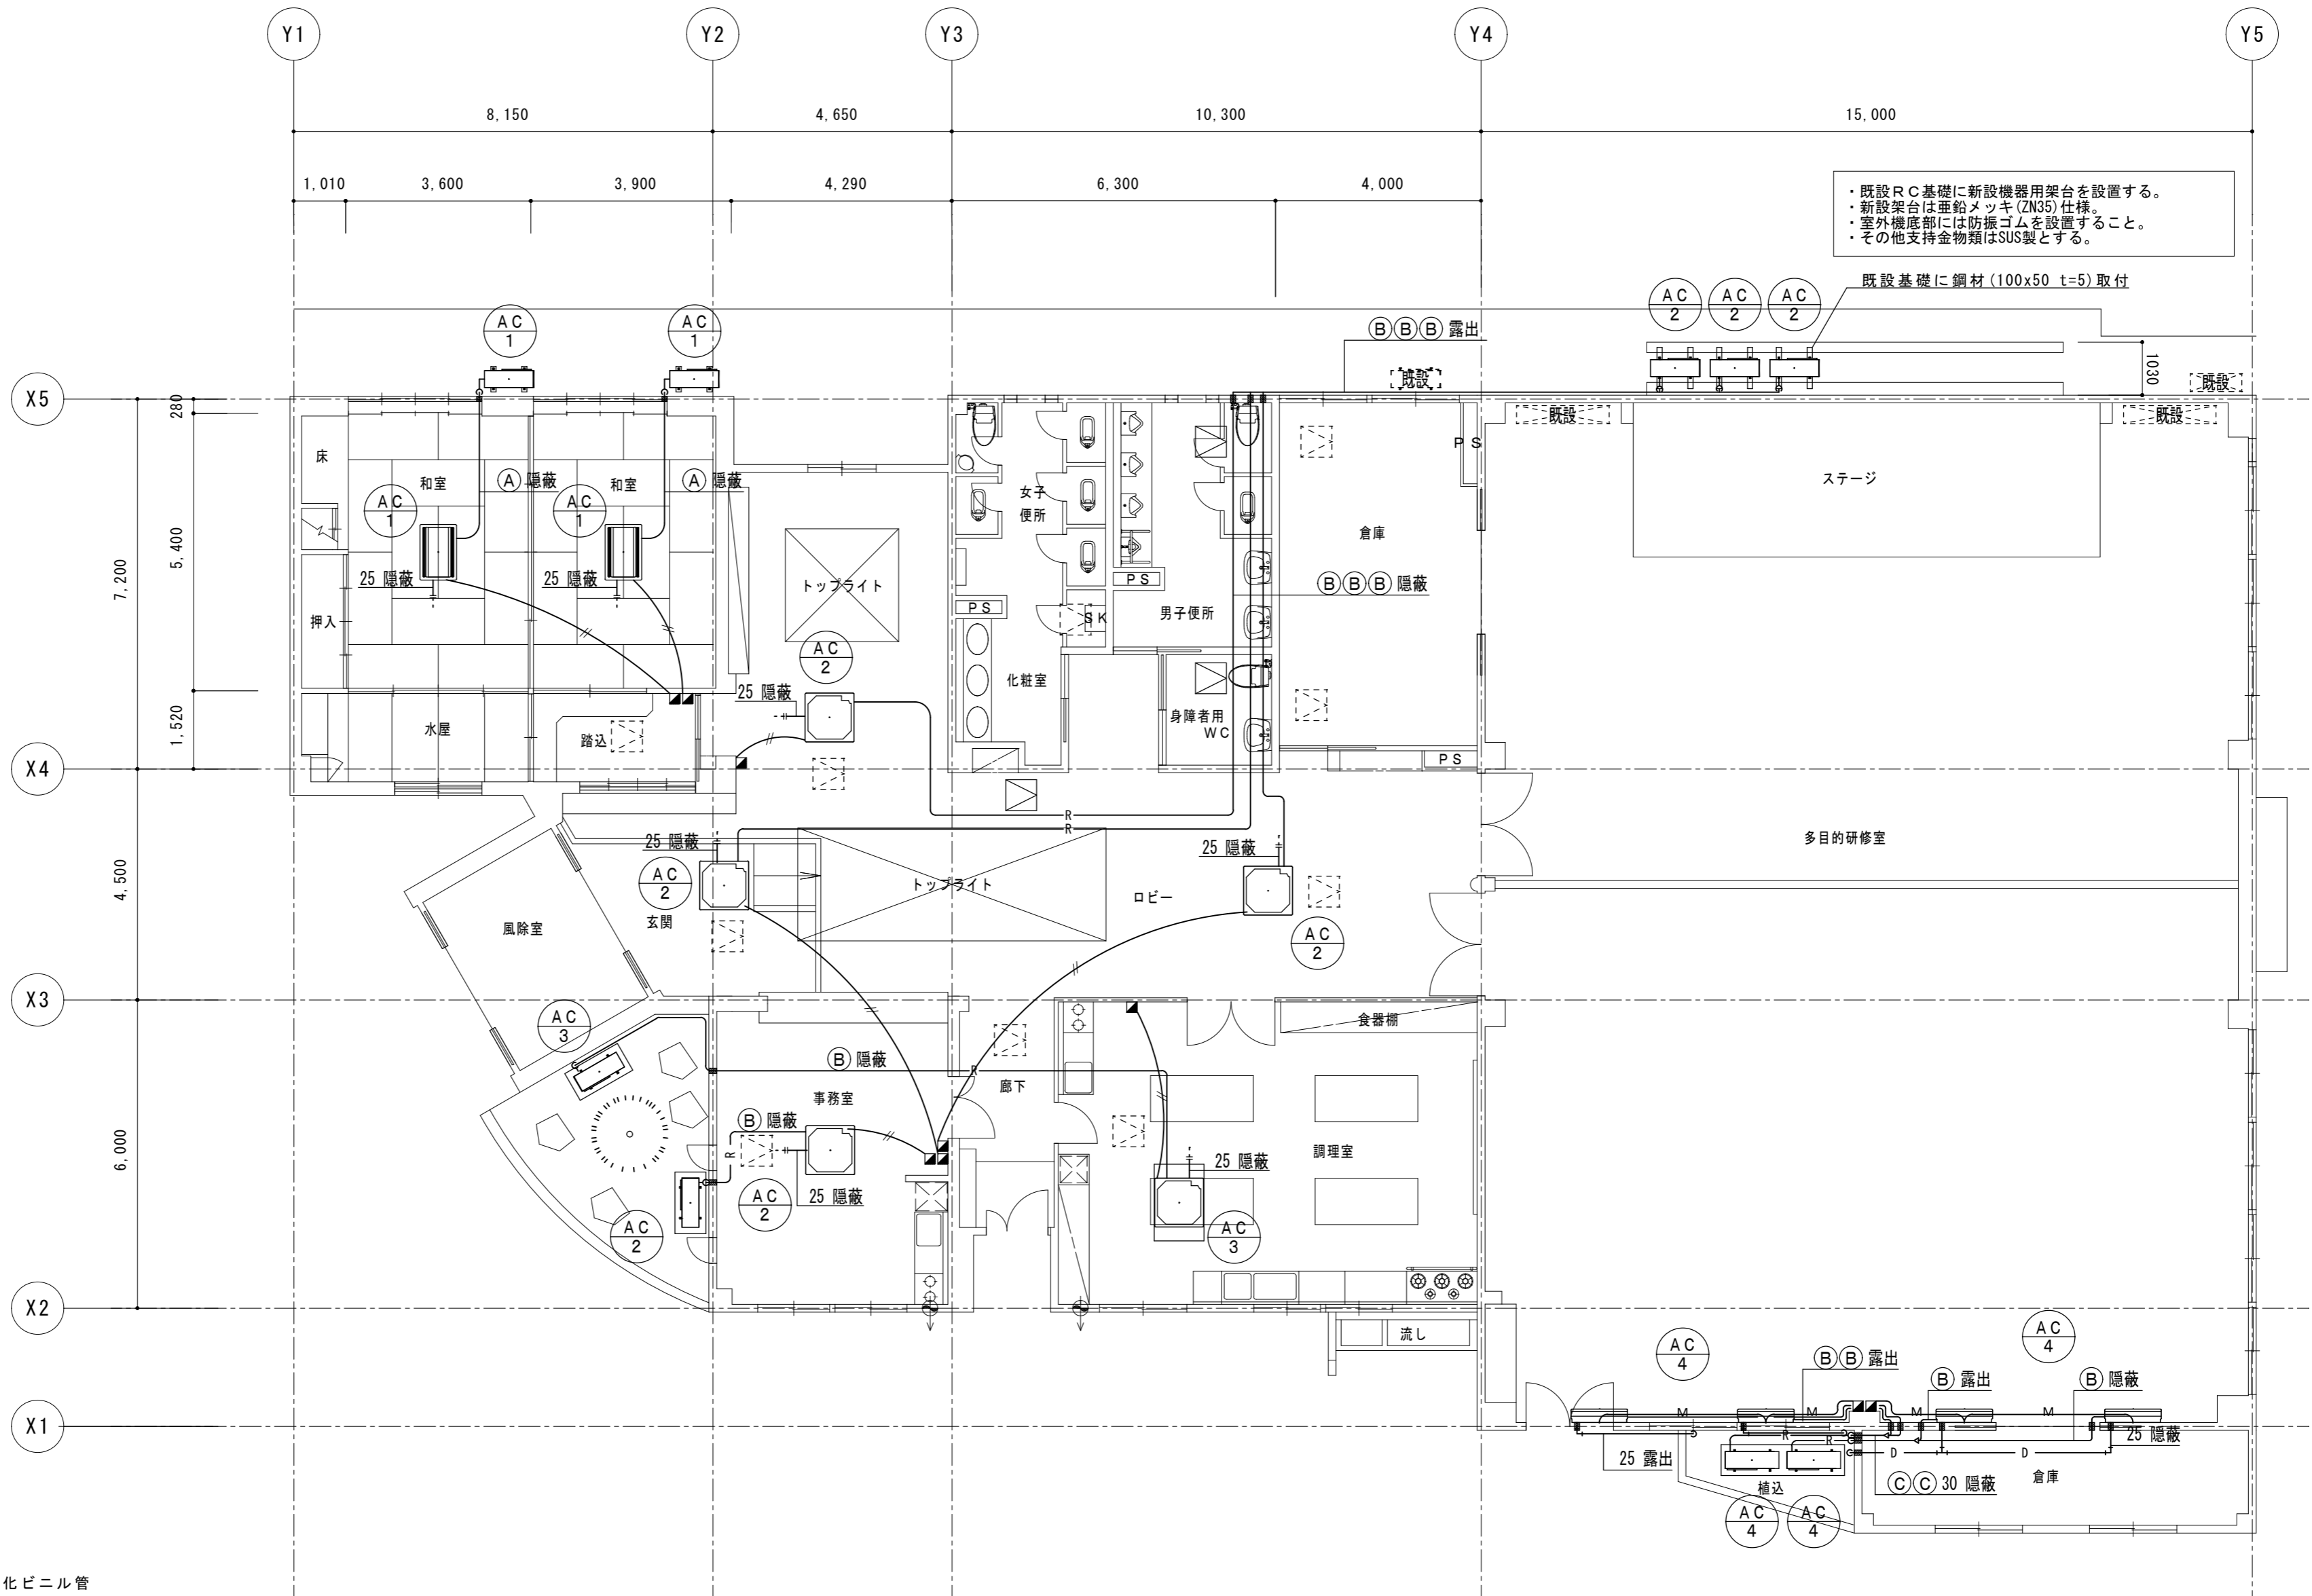 Y1 Y2 Y3 Y4 Y5
8,150 4,650 10,300 15,000
1,010 3,600 3,900 4,290 6,300 4,000
・既設RC基礎に新設機器用架台を設置する。
・新設架台は亜鉛メッキ(ZN35)仕様。
・室外機底部には防振ゴムを設置すること。
・その他支持金物類はSUS製とする。
既設基礎に鋼材(100x50 t=5)取付
AC
2
AC
2
AC
2
AC
1
AC
1
BBB 露出
既設
1030
既設
X5
280
既設
既設
床
和室
A 隠蔽
和室
A 隠蔽
女子
便所
PS
ステージ
AC
1
AC
1
倉庫
5,400
7,200
25 隠蔽
25 隠蔽
トップライト
PS
BBB 隠蔽
押入
PS
SK
男子便所
AC
2
化粧室
25 隠蔽
身障者用
WC
1,520
水屋
踏込
X4
PS
R
R
多目的研修室
25 隠蔽
25 隠蔽
4,500
AC
2
トップライト
ロビー
玄関
風除室
AC
2
X3
AC
3
食器棚
B 隠蔽
R
廊下
事務室
B 隠蔽
R
6,000
調理室
25 隠蔽
AC
2
25 隠蔽
AC
2
AC
3
X2
流し
AC
4
AC
4
BB 露出
B 露出
B 隠蔽
X1
M M M M
R R
25 隠蔽
D D
25 露出
倉庫
植込
CC 30 隠蔽
AC
4
AC
4
化ビニル管